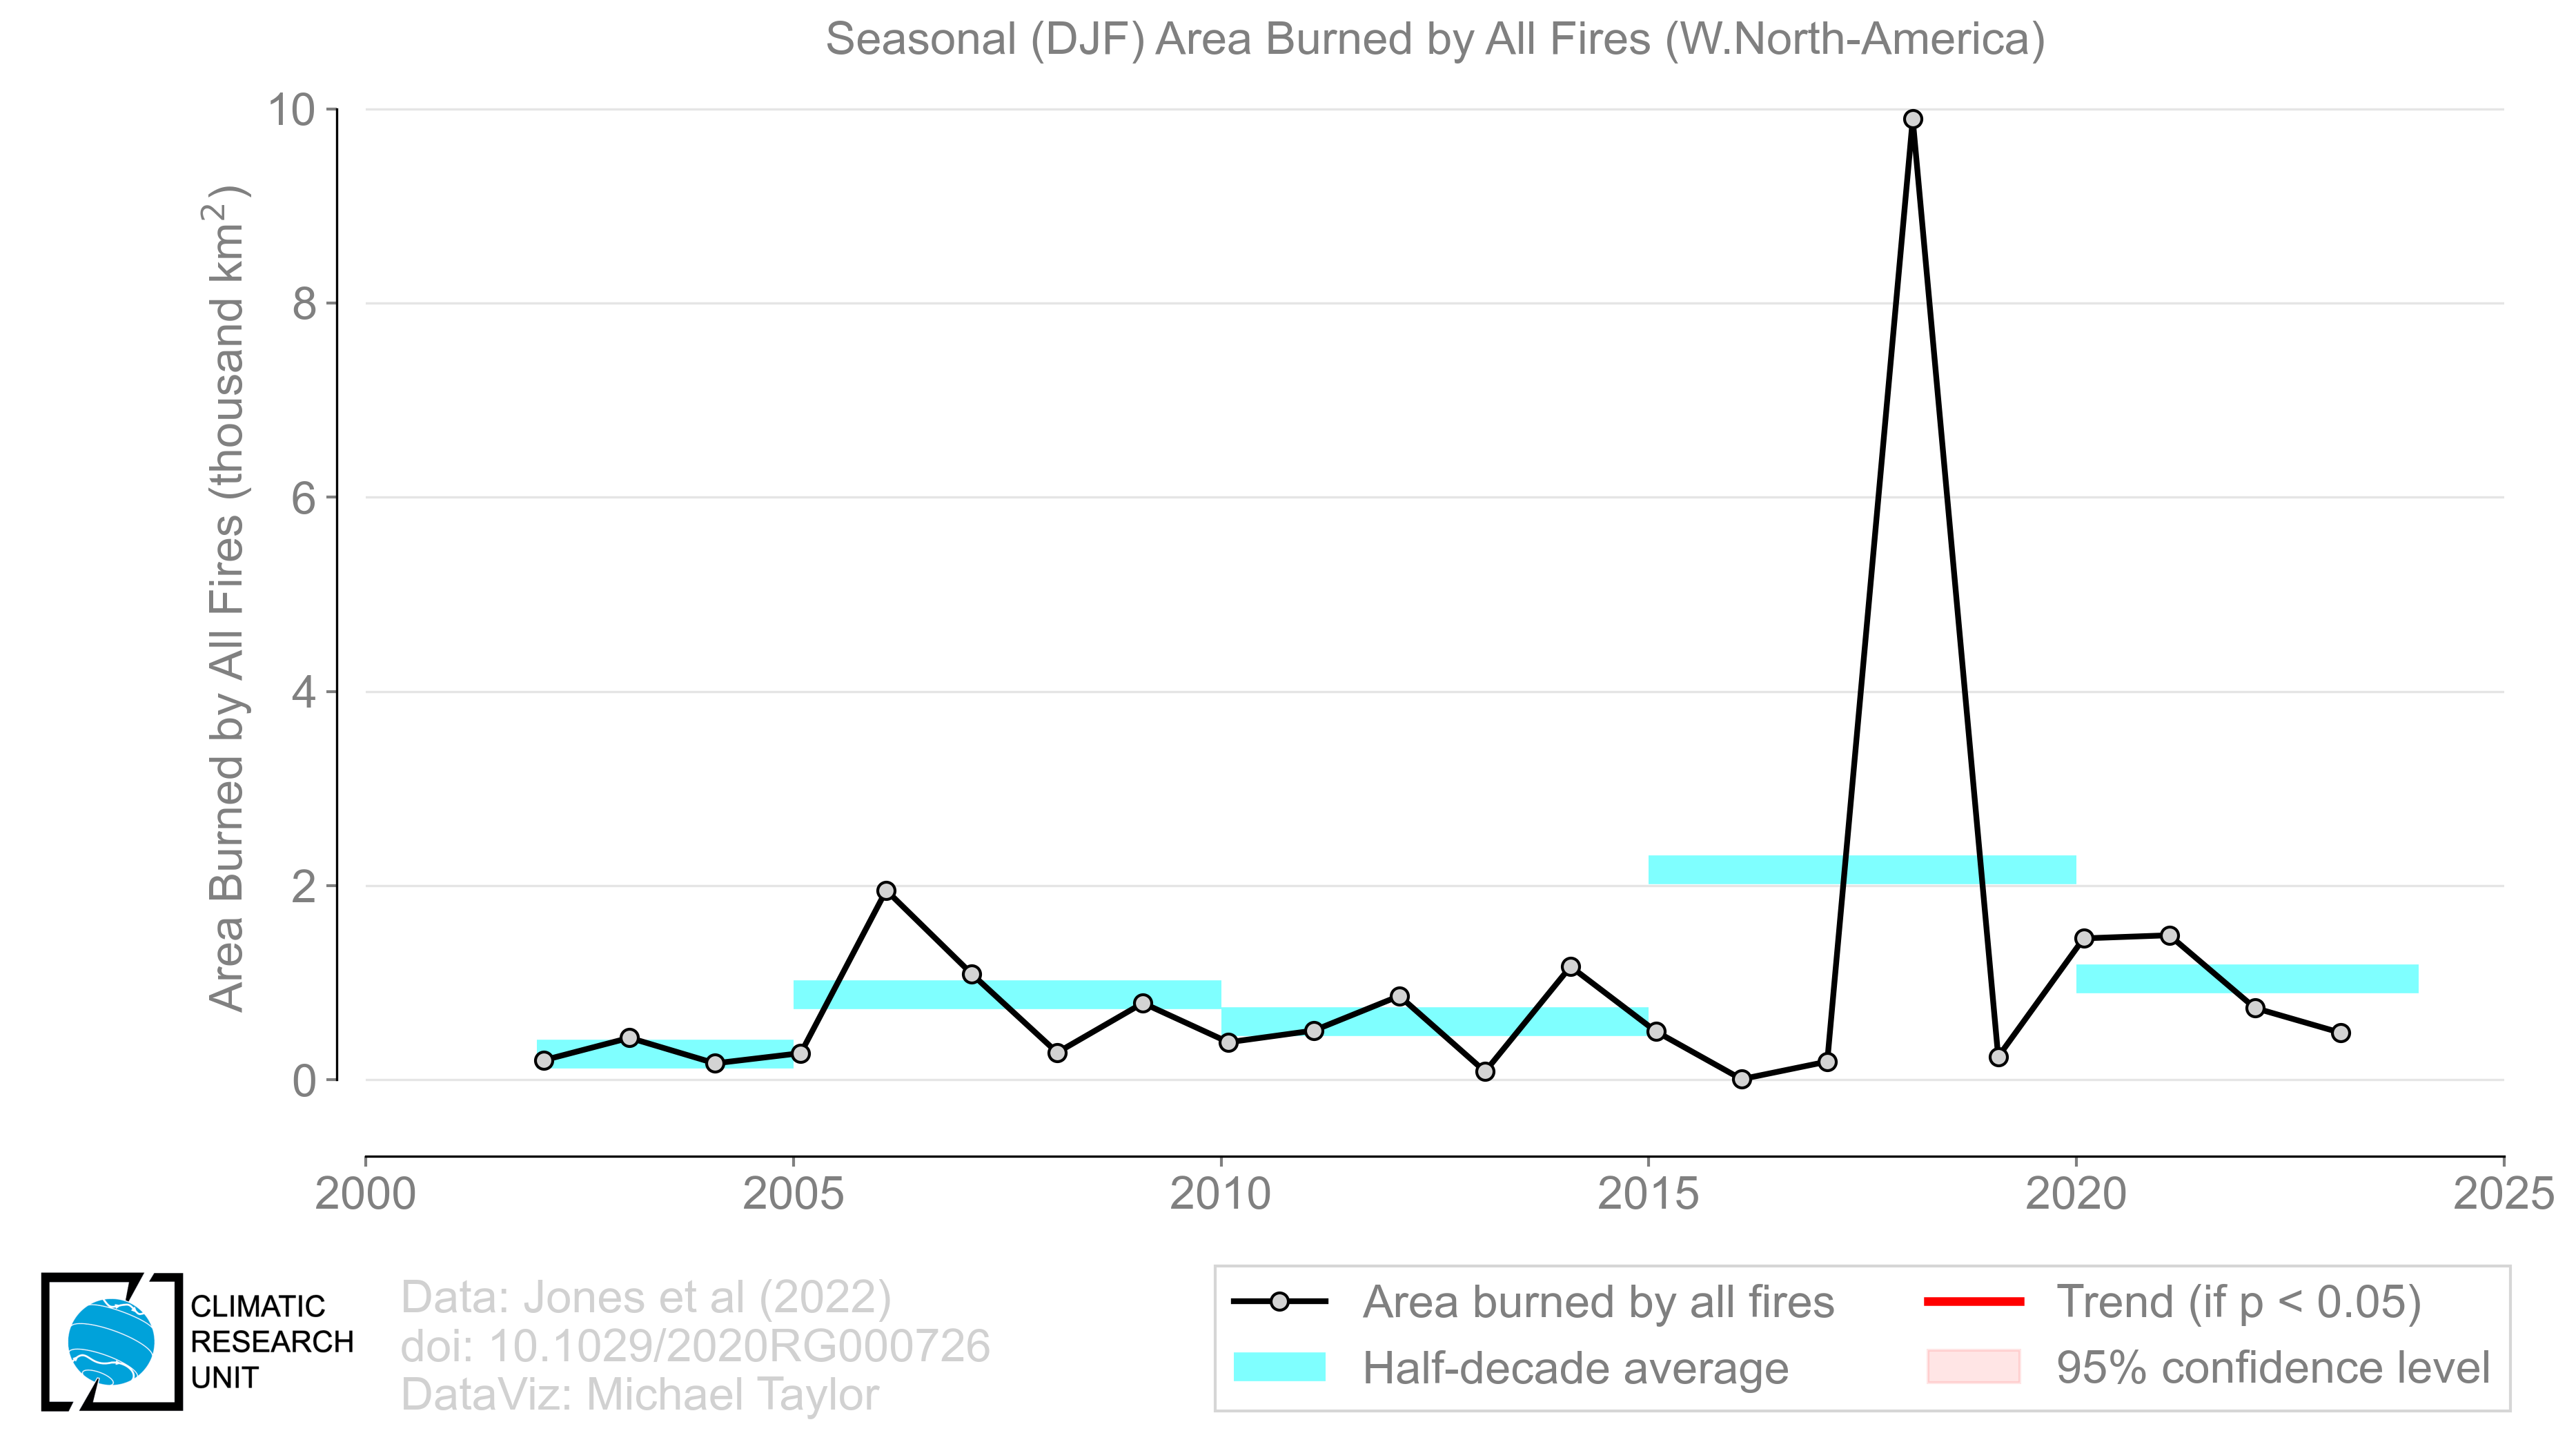 Seasonal (DJF) Area Burned by All Fires (W.North-America)
Area Burned by All Fires (thousand km²)
10
8
6
4
2
0
2000 2005 2010 2015 2020 2025
CLIMATIC
RESEARCH
UNIT
Data: Jones et al (2022)
doi: 10.1029/2020RG000726
DataViz: Michael Taylor
Area burned by all fires
Half-decade average
Trend (if p < 0.05)
95% confidence level